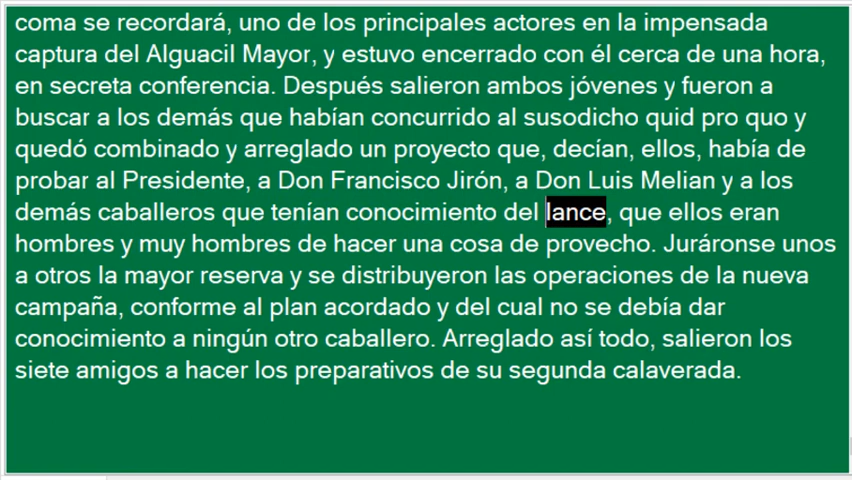 coma se recordará, uno de los principales actores en la impensada
captura del Alguacil Mayor, y estuvo encerrado con él cerca de una hora,
en secreta conferencia. Después salieron ambos jóvenes y fueron a
buscar a los demás que habían concurrido al susodicho quid pro quo y
quedó combinado y arreglado un proyecto que, decían, ellos, había de
probar al Presidente, a Don Francisco Jirón, a Don Luis Melian y a los
demás caballeros que tenían conocimiento del lance, que ellos eran
hombres y muy hombres de hacer una cosa de provecho. Juráronse unos
a otros la mayor reserva y se distribuyeron las operaciones de la nueva
campaña, conforme al plan acordado y del cual no se debía dar
conocimiento a ningún otro caballero. Arreglado así todo, salieron los
siete amigos a hacer los preparativos de su segunda calaverada.